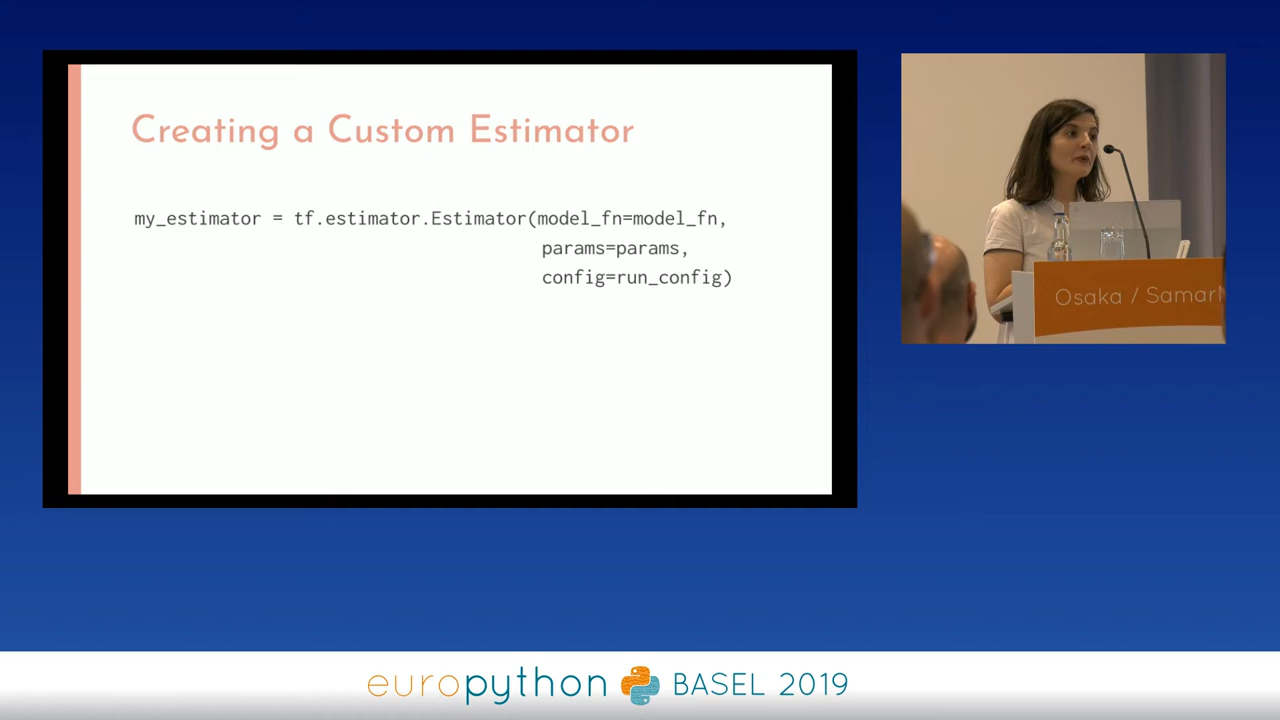 Creating a Custom Estimator
my_estimator = tf.estimator.Estimator(model_fn=model_fn,
params=params,
config=run_config)
Osaka / Samar
europython BASEL 2019